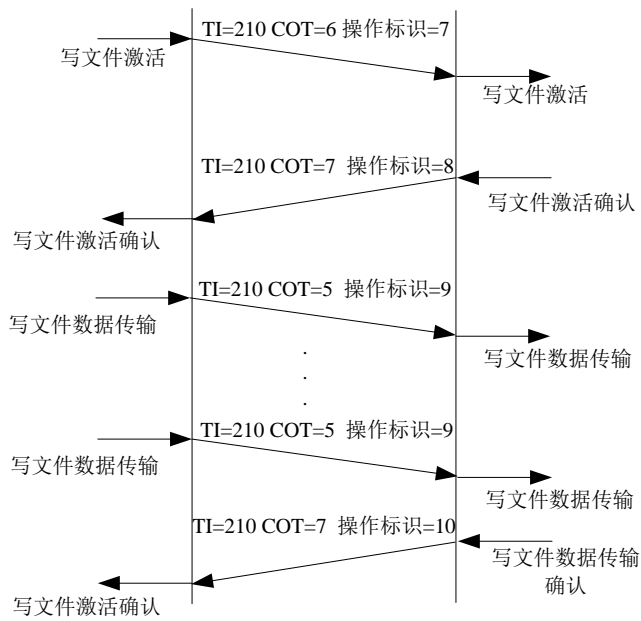 TI=210 COT=6 操作标识=7
写文件激活
写文件激活
TI=210 COT=7 操作标识=8
写文件激活确认
写文件激活确认
TI=210 COT=5 操作标识=9
写文件数据传输
写文件数据传输
.
.
.
TI=210 COT=5 操作标识=9
写文件数据传输
写文件数据传输
TI=210 COT=7 操作标识=10
写文件数据传输
确认
写文件激活确认